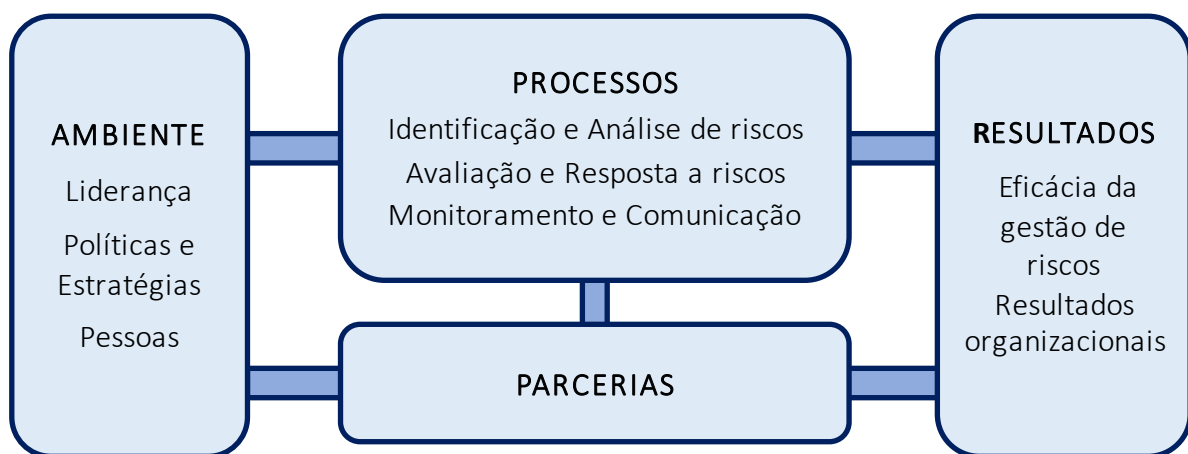 AMBIENTE
Liderança
Políticas e
Estratégias
Pessoas
PROCESSOS
Identificação e Análise de riscos
Avaliação e Resposta a riscos
Monitoramento e Comunicação
PARCERIAS
RESULTADOS
Eficácia da
gestão de
riscos
Resultados
organizacionais